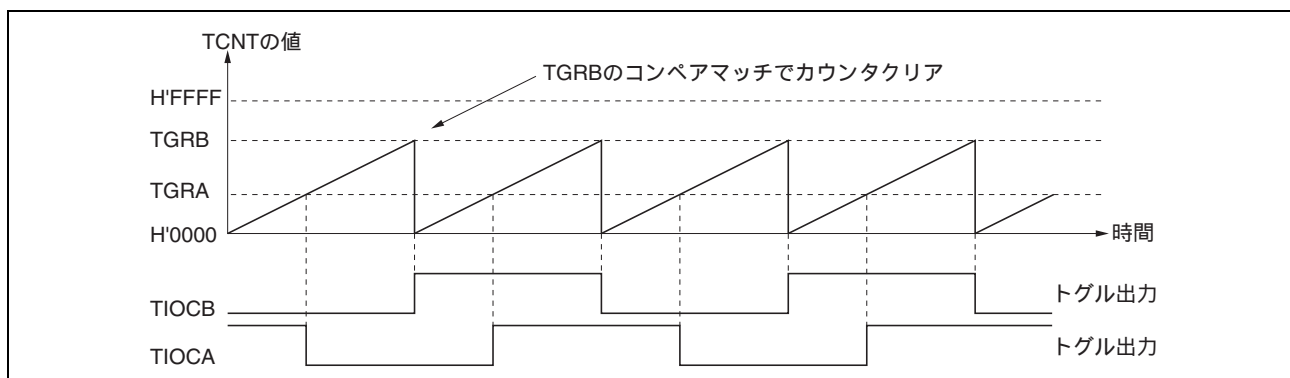 TCNTの値
TGRBのコンペアマッチでカウンタクリア
H'FFFF
TGRB
TGRA
H'0000
時間
TIOCB
トグル出力
TIOCA
トグル出力